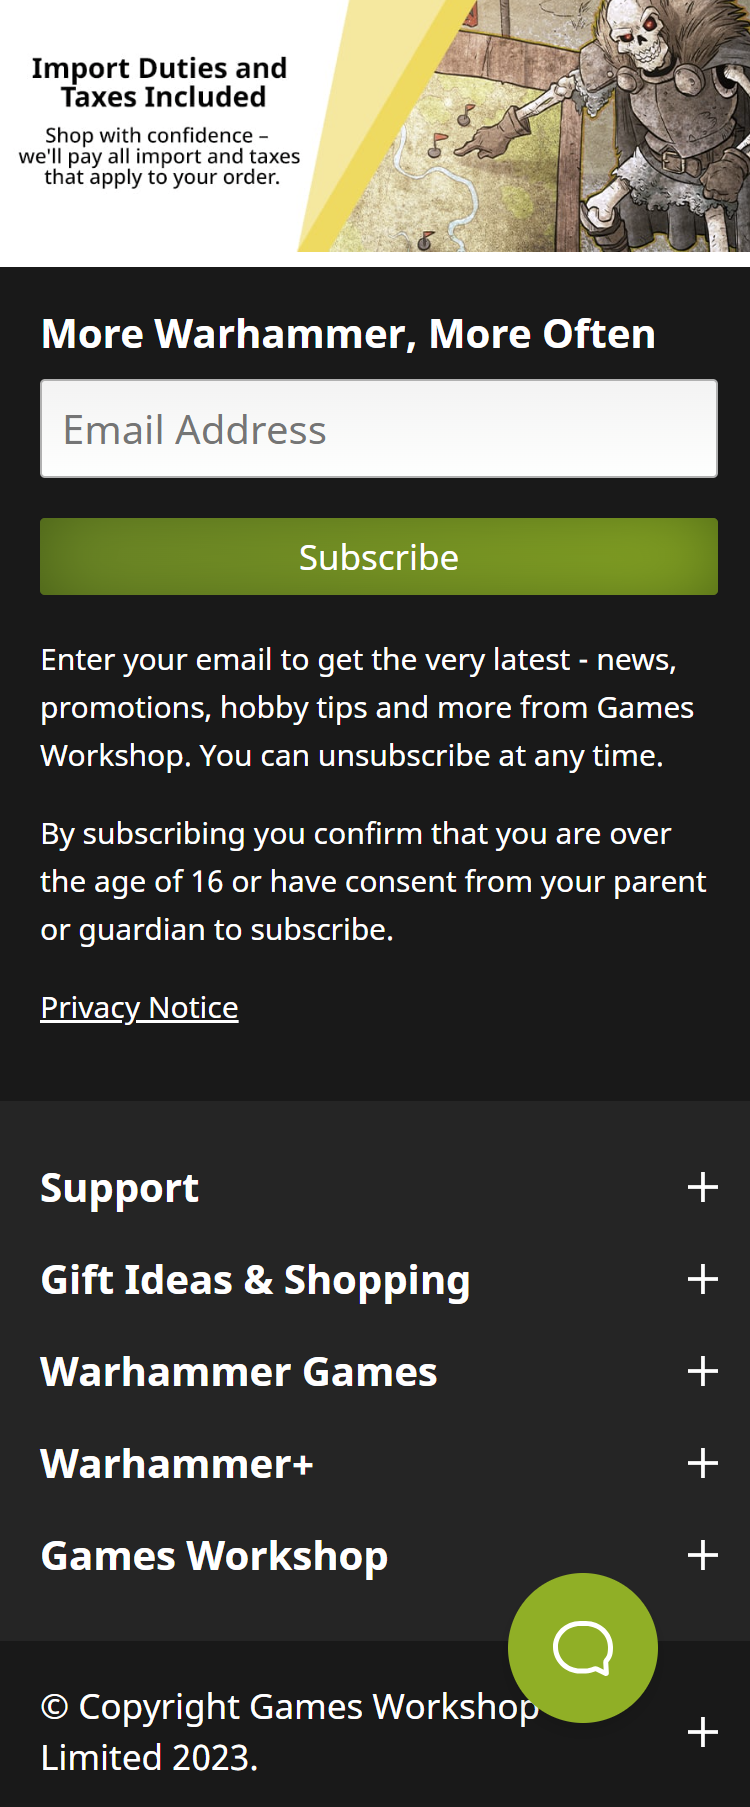 Import Duties and
Taxes Included
Shop with confidence –
we'll pay all import and taxes
that apply to your order.
More Warhammer, More Often
Email Address
Subscribe
Enter your email to get the very latest - news,
promotions, hobby tips and more from Games
Workshop. You can unsubscribe at any time.
By subscribing you confirm that you are over
the age of 16 or have consent from your parent
or guardian to subscribe.
Privacy Notice
Support
Gift Ideas & Shopping
Warhammer Games
Warhammer+
Games Workshop
© Copyright Games Workshop
Limited 2023.